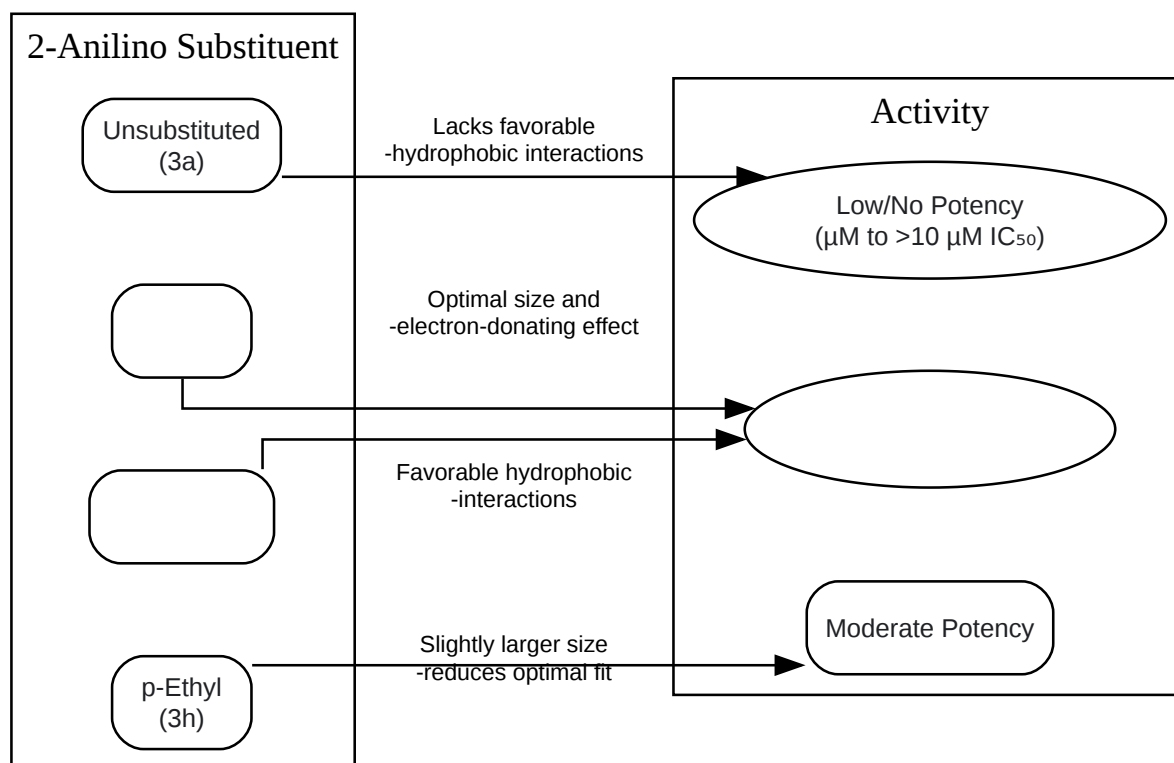 2-Anilino Substituent
Unsubstituted
(3a)
Lacks favorable
-hydrophobic interactions
Activity
Low/No Potency
(µM to >10 µM IC₅₀)
Optimal size and
-electron-donating effect
Favorable hydrophobic
-interactions
p-Ethyl
(3h)
Slightly larger size
-reduces optimal fit
Moderate Potency